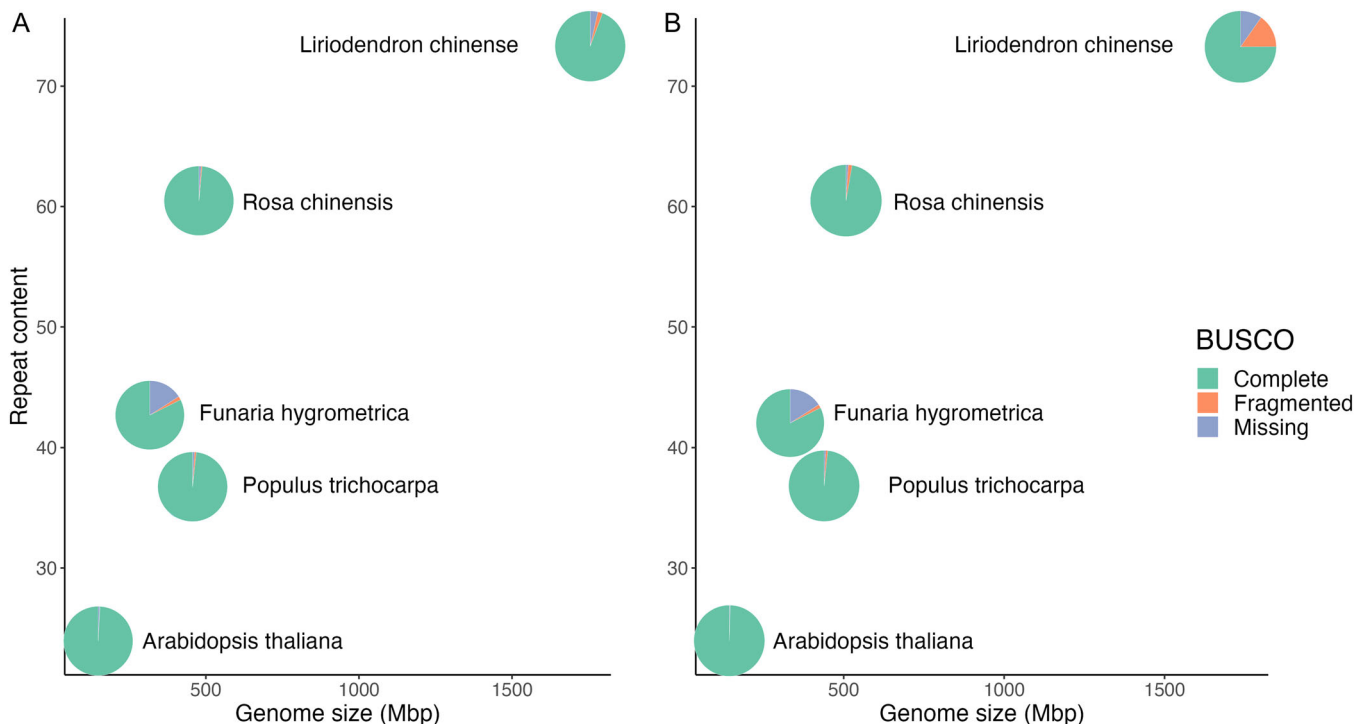 A
Repeat content
70
60
50
40
30
Liriodendron chinense
Rosa chinensis
Funaria hygrometrica
Populus trichocarpa
Arabidopsis thaliana
500
1000
1500
Genome size (Mbp)
B
70
60
50
40
30
Liriodendron chinense
Rosa chinensis
Funaria hygrometrica
Populus trichocarpa
Arabidopsis thaliana
500
1000
1500
Genome size (Mbp)
BUSCO
Complete
Fragmented
Missing